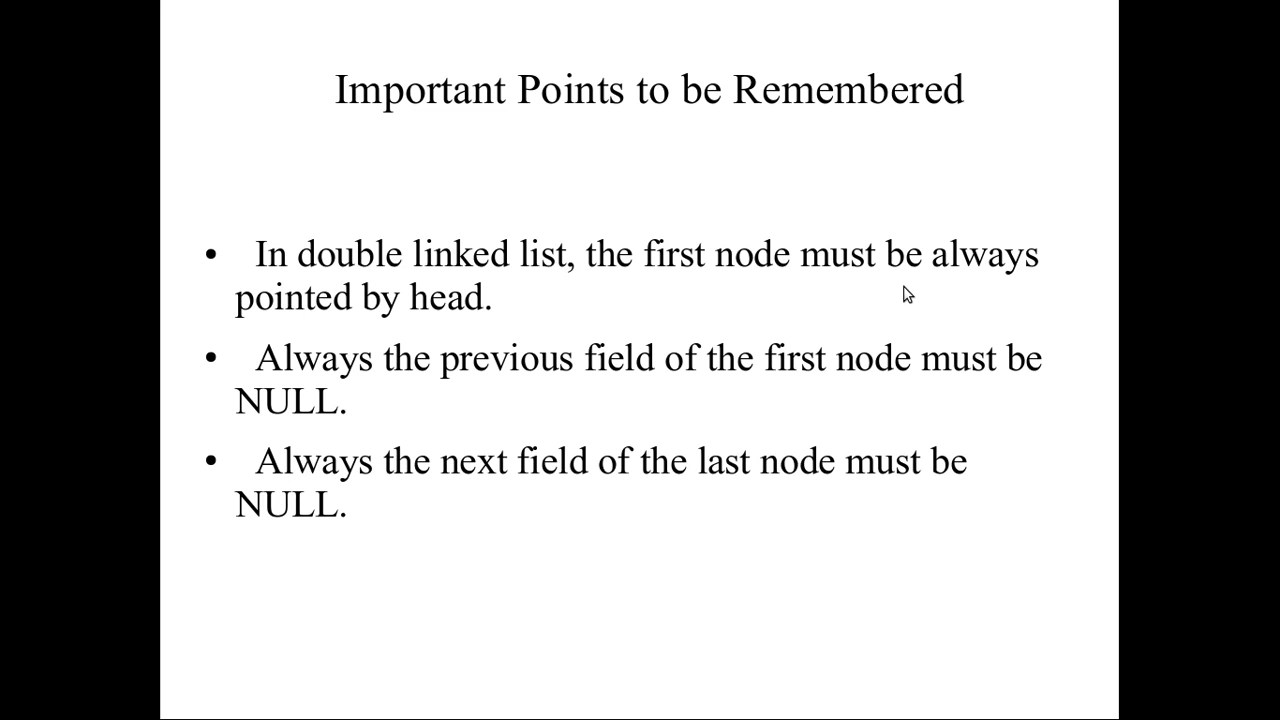 Important Points to be Remembered
• In double linked list, the first node must be always
pointed by head.
• Always the previous field of the first node must be
NULL.
• Always the next field of the last node must be
NULL.